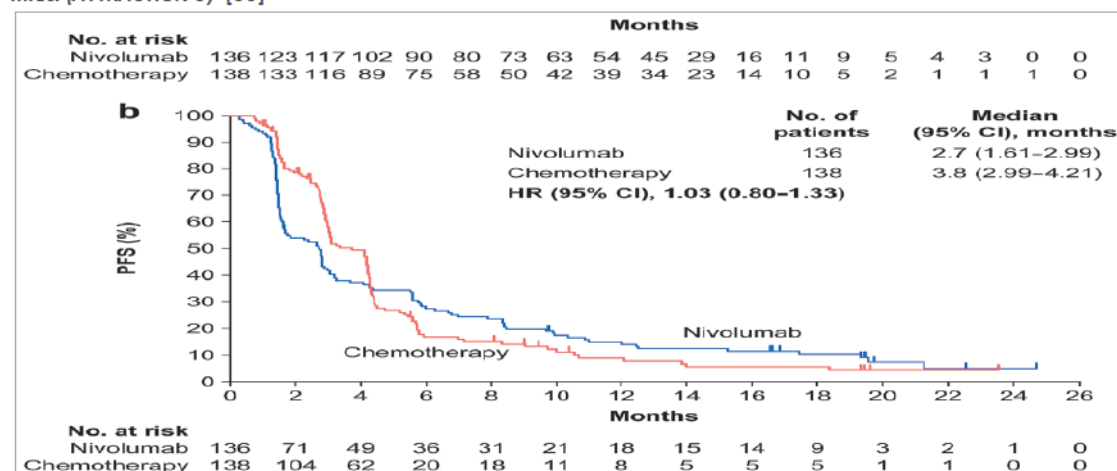 Months
No. at risk
Nivolumab 136 123 117 102 90 80 73 63 54 45 29 16 11 9 5 4 3 0 0
Chemotherapy 138 133 116 89 75 58 50 42 39 34 23 14 10 5 2 1 1 1 0
b
No. of patients
Median (95% CI), months
Nivolumab 136 2.7 (1.61–2.99)
Chemotherapy 138 3.8 (2.99–4.21)
HR (95% CI), 1.03 (0.80–1.33)
PFS (%)
100
90
80
70
60
50
40
30
20
10
0
Nivolumab
Chemotherapy
0 2 4 6 8 10 12 14 16 18 20 22 24 26
Months
No. at risk
Nivolumab 136 71 49 36 31 21 18 15 14 9 3 2 1 0
Chemotherapy 138 104 62 20 18 11 8 5 5 5 1 1 0 0